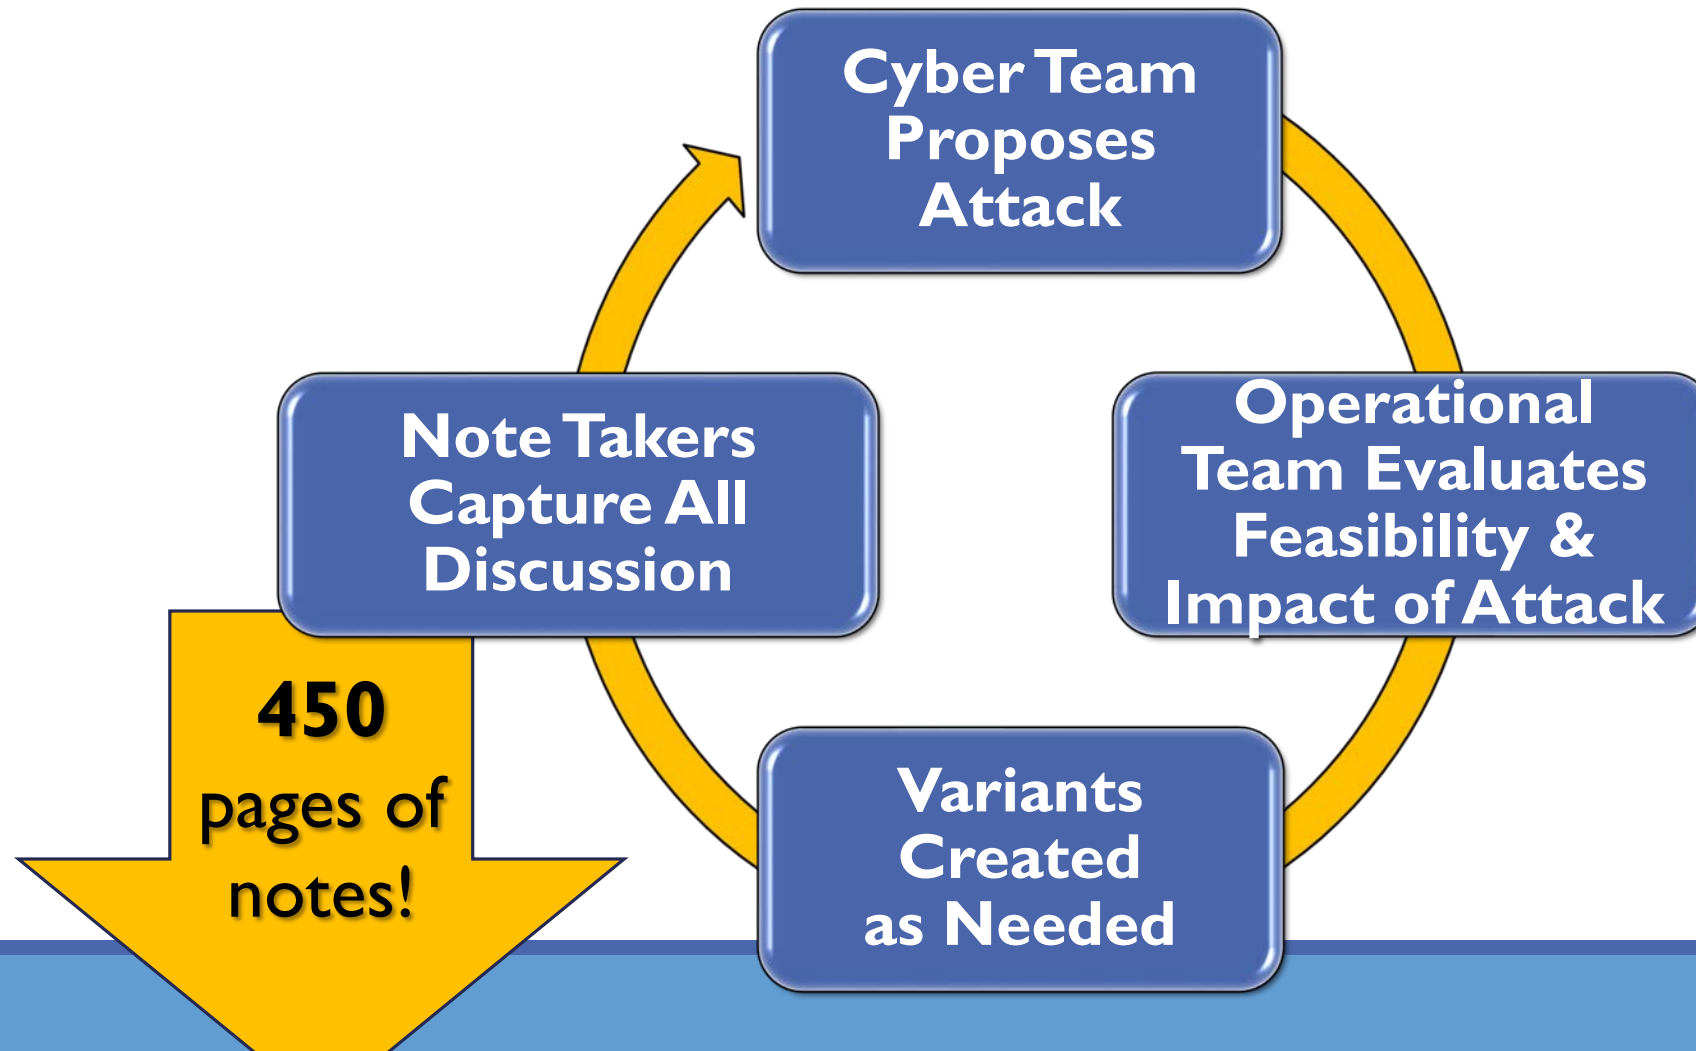 Cyber Team
Proposes
Attack
Operational
Team Evaluates
Feasibility &
Impact of Attack
Variants
Created
as Needed
Note Takers
Capture All
Discussion
450
pages of
notes!